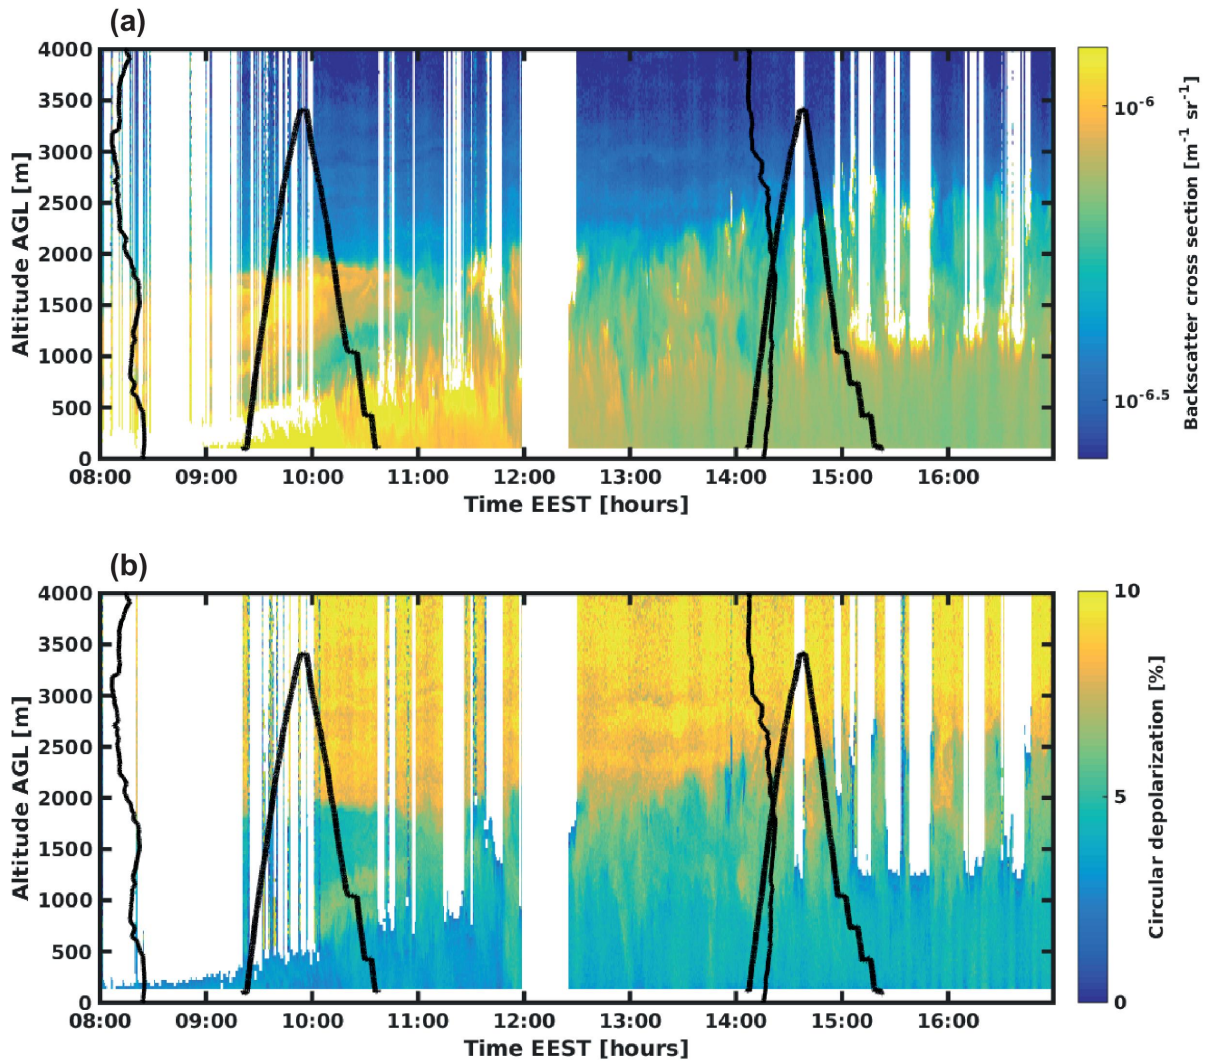 (a)
4000
3500
3000
2500
2000
1500
1000
500
0
Altitude AGL [m]
08:00 09:00 10:00 11:00 12:00 13:00 14:00 15:00 16:00
Time EEST [hours]
10-6
10-6.5
Backscatter cross section [m-1 sr-1]
(b)
4000
3500
3000
2500
2000
1500
1000
500
0
Altitude AGL [m]
08:00 09:00 10:00 11:00 12:00 13:00 14:00 15:00 16:00
Time EEST [hours]
10
5
0
Circular depolarization [%]